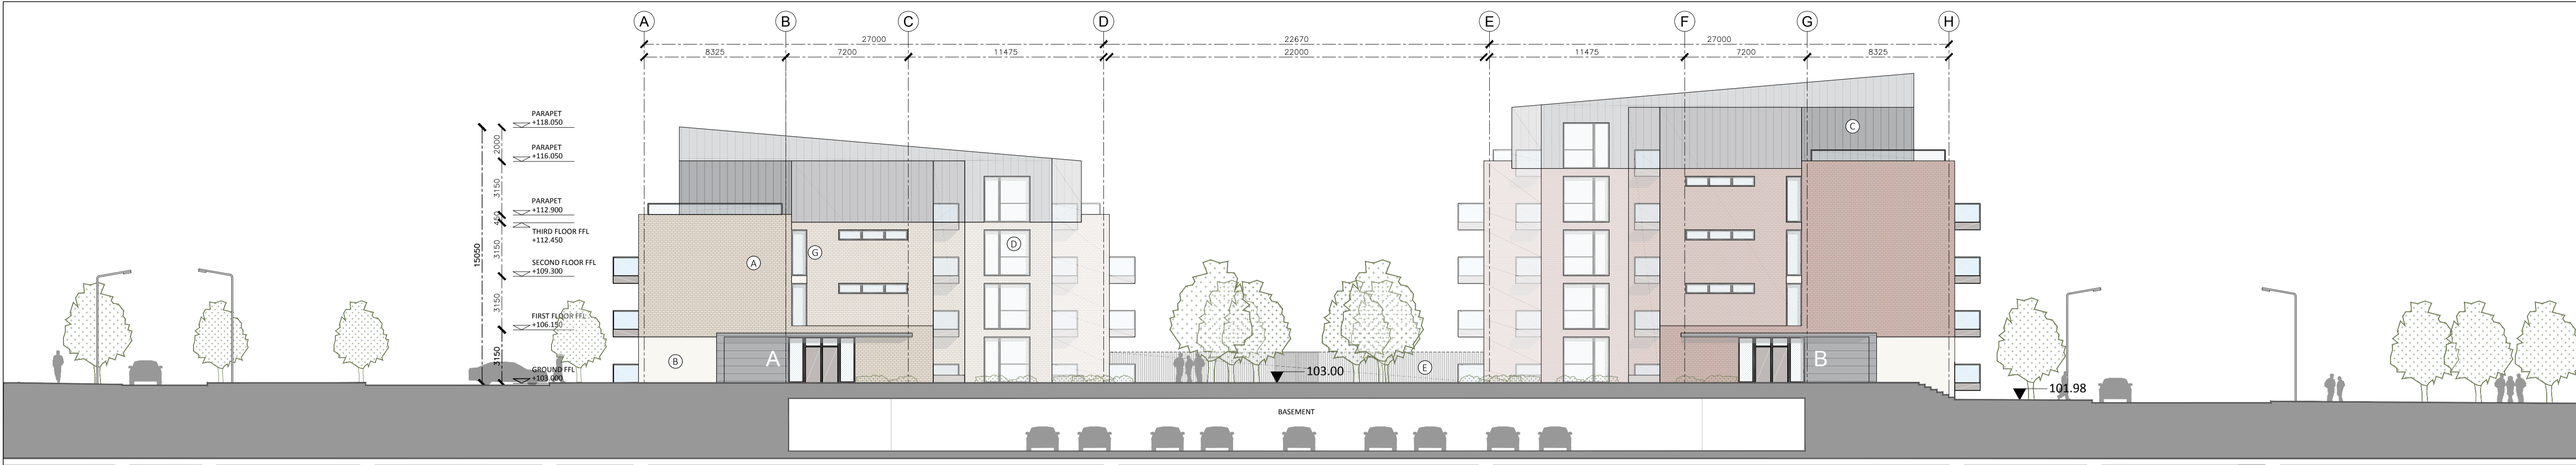 A B C D E F G H
27000 22670 27000
8325 7200 11475 22000 11475 7200 8325
PARAPET
+118.050
2000
PARAPET
+116.050
3150
PARAPET
+112.900
450
THIRD FLOOR FFL
+112.450
15050
3150
SECOND FLOOR FFL
+109.300
3150
FIRST FLOOR FFL
+106.150
3150
GROUND FFL
+103.000
C
A
G
D
B
A
E
B
103.00
101.98
BASEMENT